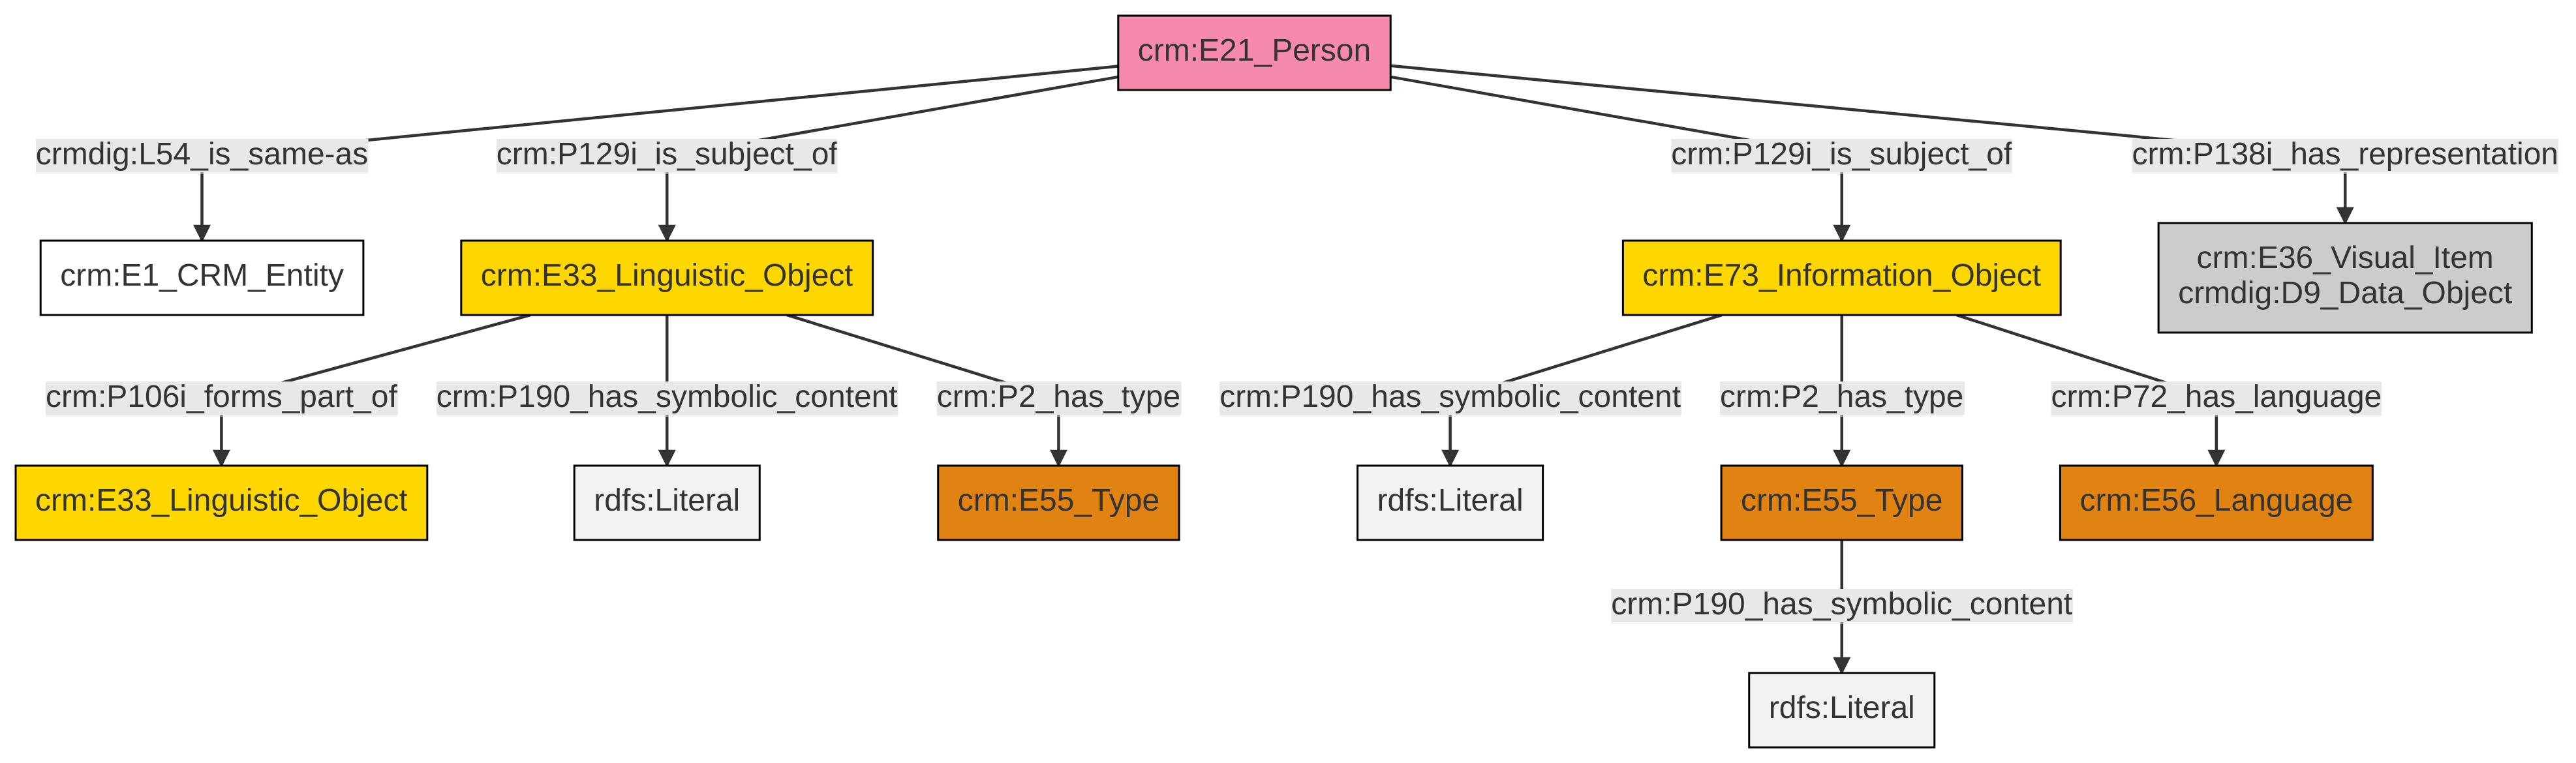 crm:E21_Person
crmdig:L54_is_same-as
crm:P129i_is_subject_of
crm:P129i_is_subject_of
crm:P138i_has_representation
crm:E1_CRM_Entity
crm:E33_Linguistic_Object
crm:E73_Information_Object
crm:E36_Visual_Item
crmdig:D9_Data_Object
crm:P106i_forms_part_of
crm:P190_has_symbolic_content
crm:P2_has_type
crm:P190_has_symbolic_content
crm:P2_has_type
crm:P72_has_language
crm:E33_Linguistic_Object
rdfs:Literal
crm:E55_Type
rdfs:Literal
crm:E55_Type
crm:E56_Language
crm:P190_has_symbolic_content
rdfs:Literal